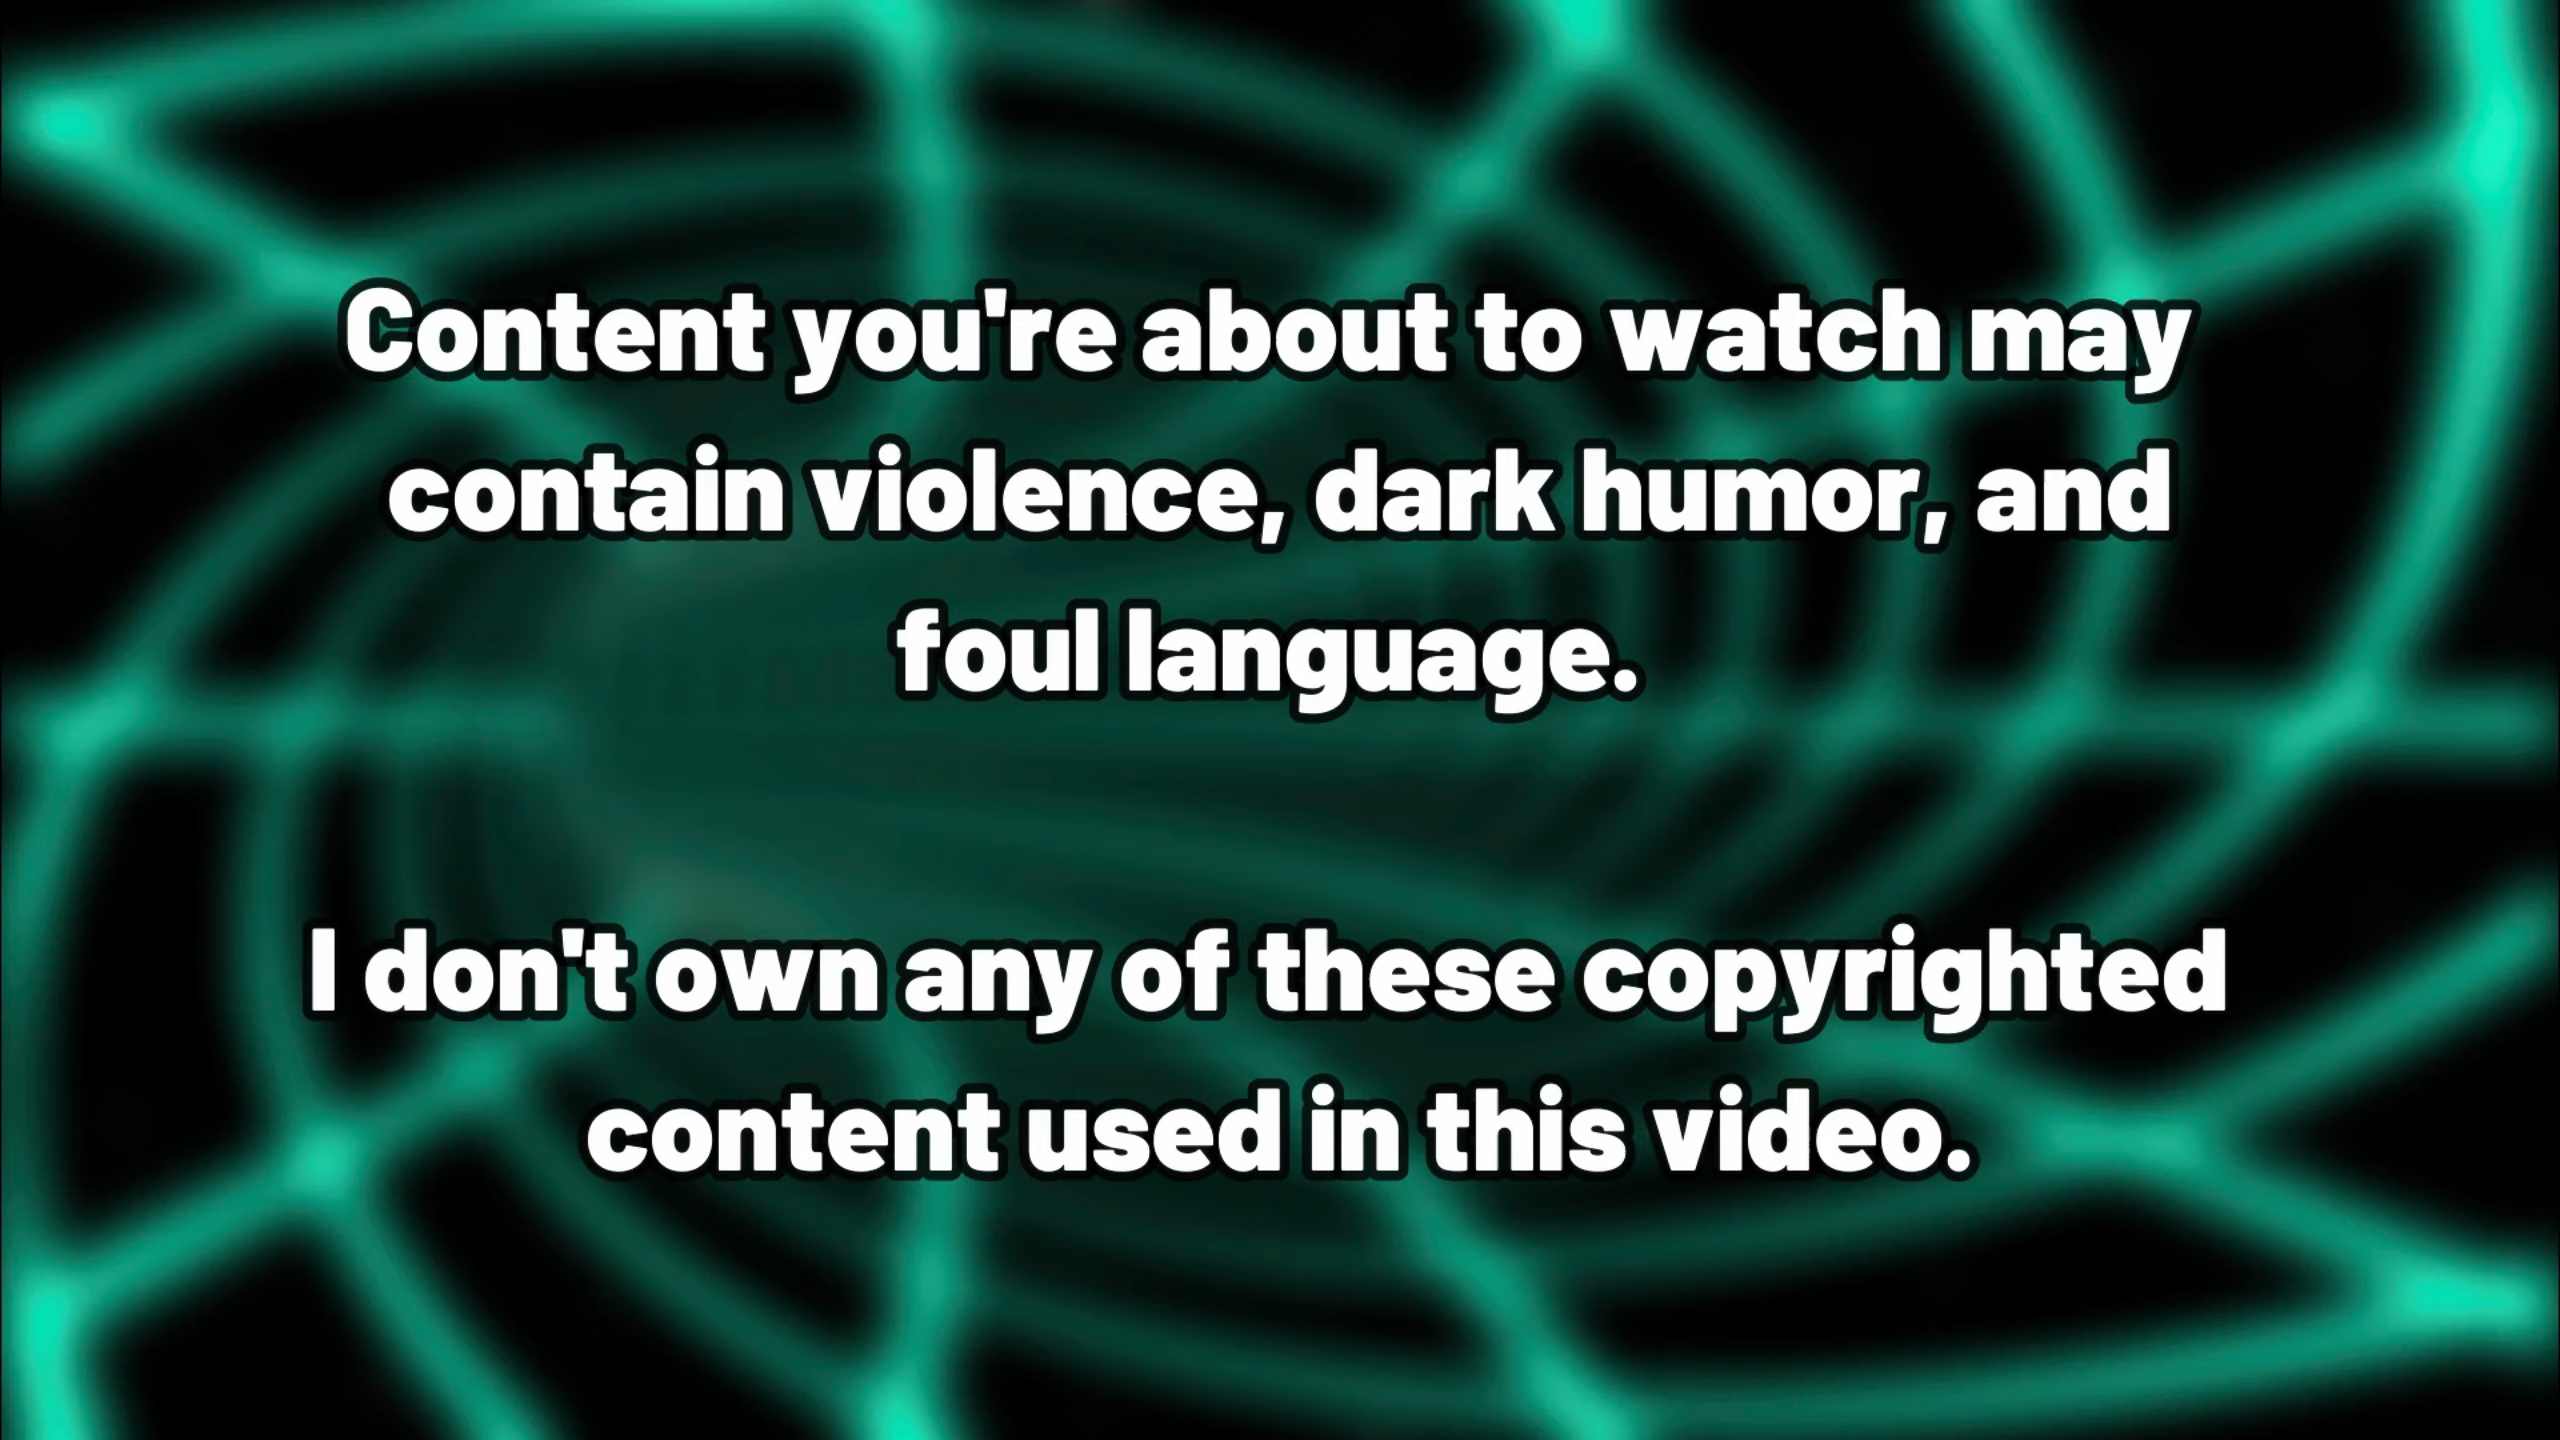 Content you're about to watch may
contain violence, dark humor, and
foul language.
I don't own any of these copyrighted
content used in this video.